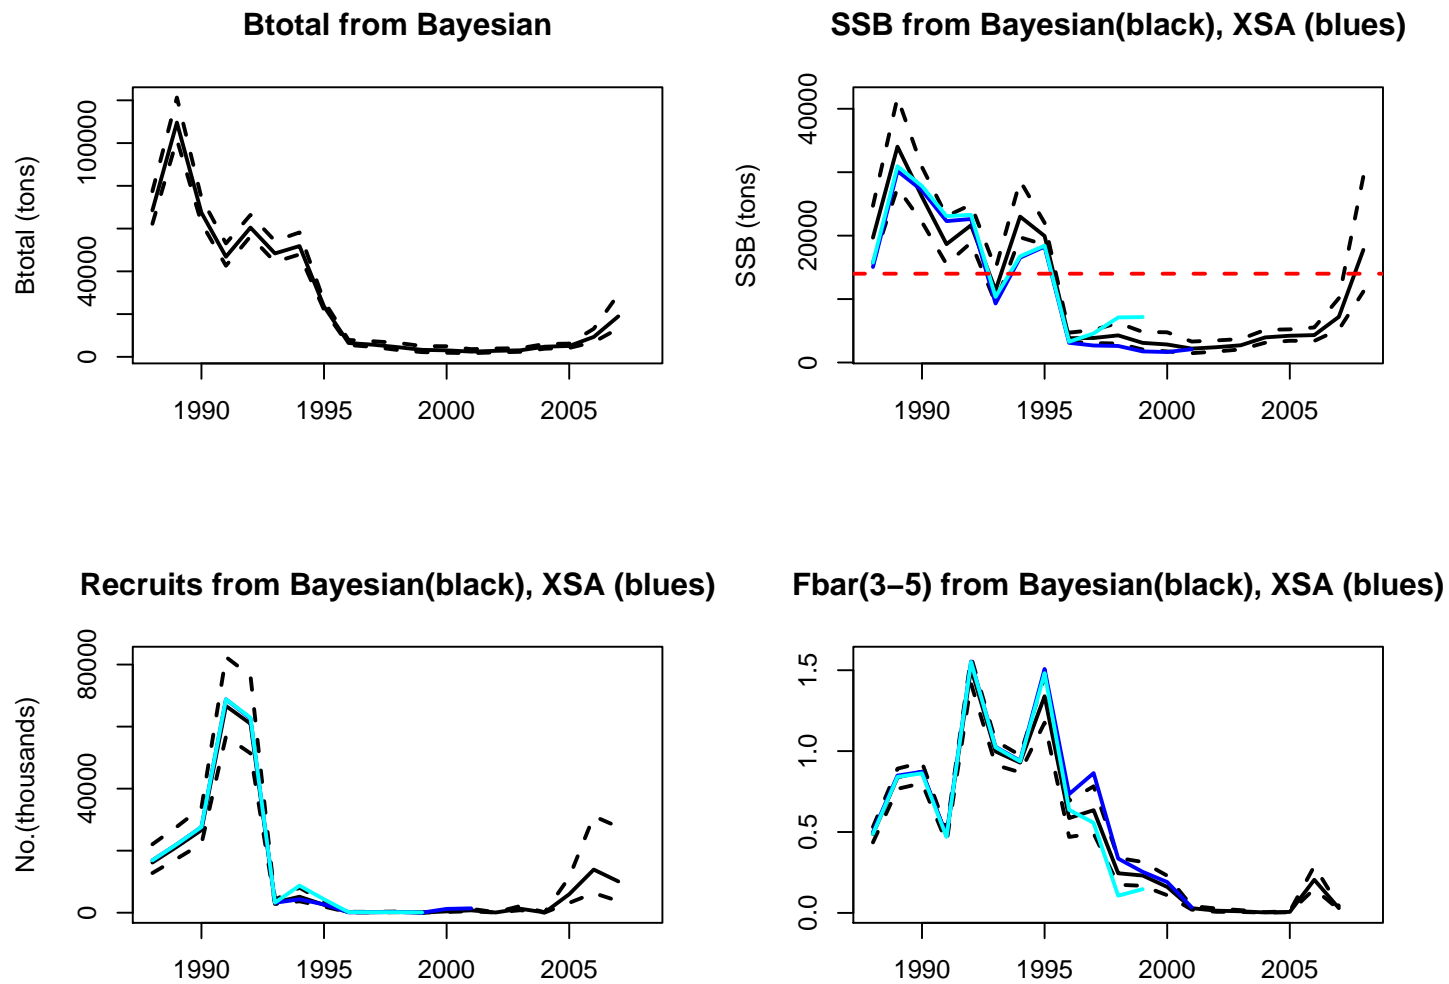 Btotal from Bayesian
Btotal (tons)
0
40000
100000
1990 1995 2000 2005
SSB from Bayesian(black), XSA (blues)
SSB (tons)
0
20000
40000
1990 1995 2000 2005
Recruits from Bayesian(black), XSA (blues)
No.(thousands)
0
40000
80000
1990 1995 2000 2005
Fbar(3−5) from Bayesian(black), XSA (blues)
0.0
0.5
1.0
1.5
1990 1995 2000 2005